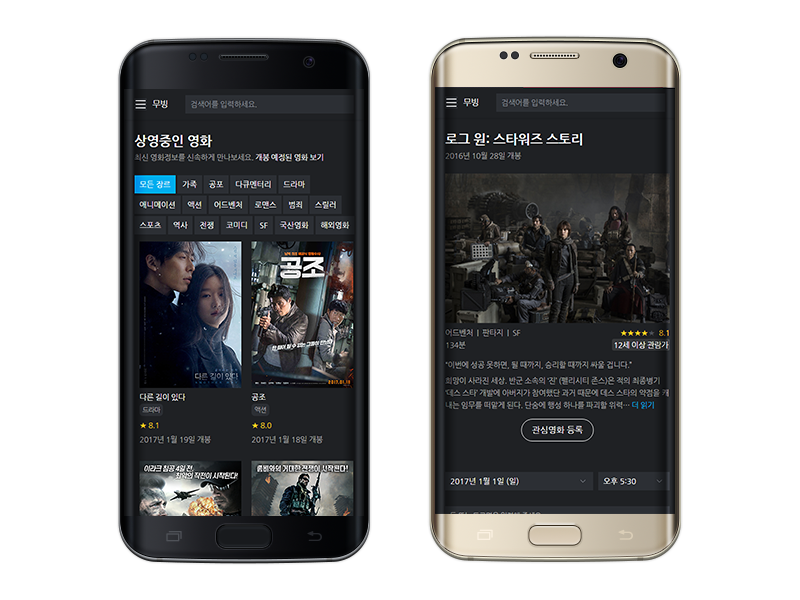 무빙
검색어를 입력하세요.
상영중인 영화
최신 영화정보를 신속하게 만나보세요. 개봉 예정된 영화 보기
모든 장르 가족 공포 다큐멘터리 드라마
애니메이션 액션 어드벤처 로맨스 범죄 스릴러
스포츠 역사 전쟁 코미디 SF 국산영화 해외영화
다른 길이 있다
공조
2017.01.18
다른 길이 있다
드라마
★ 8.1
2017년 1월 19일 개봉
공조
액션
★ 8.0
2017년 1월 18일 개봉
이라크 침공 4일 전,
최악의 작전이 시작된다!
좀비와의 거대한 전쟁이 시작된다!
무빙
검색어를 입력하세요.
로그 원: 스타워즈 스토리
2016년 10월 28일 개봉
어드벤처 | 판타지 | SF
★★★★★ 8.1
134분
12세 이상 관람가
"이번에 성공 못하면, 될 때까지, 승리할 때까지 싸울 겁니다."
희망이 사라진 세상. 반군 소속의 '진' (펠리시티 존스)은 적의 최종병기
'데스 스타' 개발에 아버지가 참여했단 과거 때문에 데스 스타의 약점을 캐
내는 임무를 떠맡게 된다. 단숨에 행성 하나를 파괴할 위력… 더 읽기
관심영화 등록
2017년 1월 1일 (일)
오후 5:30